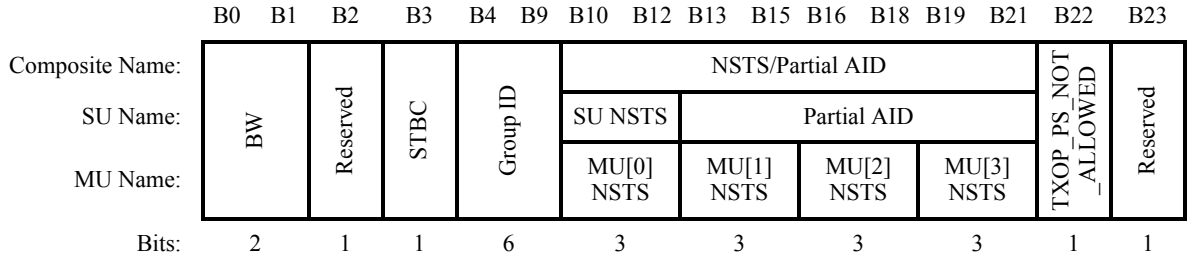 B0 B1 B2 B3 B4 B9 B10 B12 B13 B15 B16 B18 B19 B21 B22 B23
Composite Name:
SU Name:
MU Name:
BW
Reserved
STBC
Group ID
NSTS/Partial AID
SU NSTS
Partial AID
MU[0]
NSTS
MU[1]
NSTS
MU[2]
NSTS
MU[3]
NSTS
TXOP_PS_NOT
_ALLOWED
Reserved
Bits: 2 1 1 6 3 3 3 3 1 1